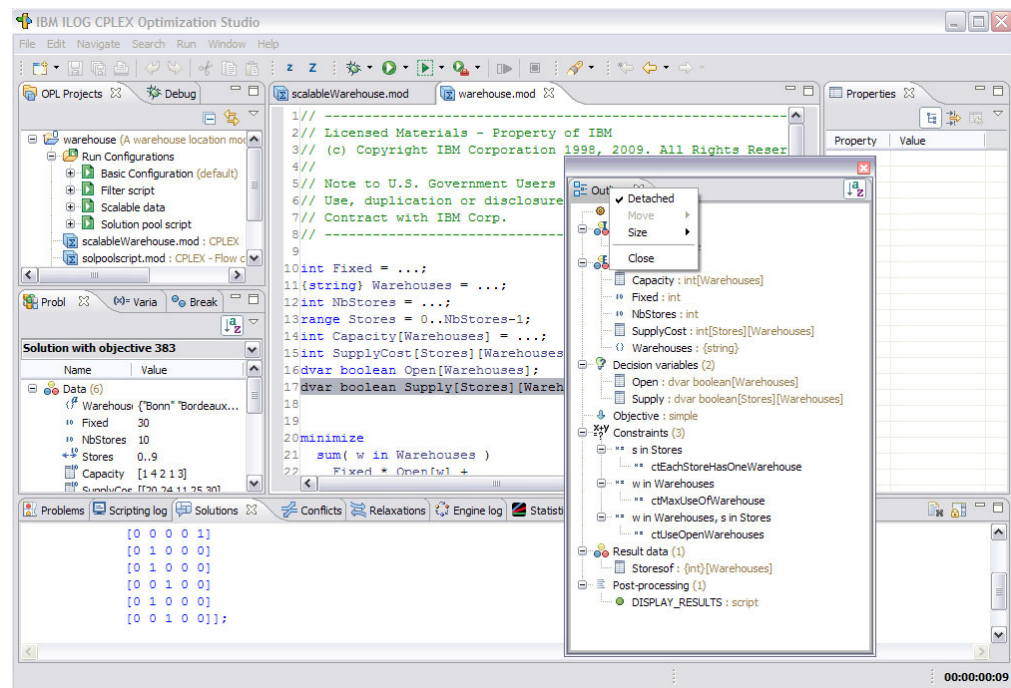 IBM ILOG CPLEX Optimization Studio
File Edit Navigate Search Run Window Help
OPL Projects
Debug
warehouse (A warehouse location mo
Run Configurations
Basic Configuration (default)
Filter script
Scalable data
Solution pool script
scalableWarehouse.mod : CPLEX
solpoolscript.mod : CPLEX - Flow c
Probl
(x)= Varia
Break
Solution with objective 383
Name Value
Data (6)
Warehous {"Bonn" "Bordeaux...
Fixed 30
NbStores 10
Stores 0..9
Capacity [1 4 2 1 3]
SupplyCos [[20 24 11 25 30]
scalableWarehouse.mod
warehouse.mod
1// --------------------------------------------------
2// Licensed Materials - Property of IBM
3// (c) Copyright IBM Corporation 1998, 2009. All Rights Reser
4//
5// Note to U.S. Government Users
6// Use, duplication or disclosure
7// Contract with IBM Corp.
8// --------------------------
9
10int Fixed = ...;
11{string} Warehouses = ...;
12int NbStores = ...;
13range Stores = 0..NbStores-1;
14int Capacity[Warehouses] = ...;
15int SupplyCost[Stores][Warehouses
16dvar boolean Open[Warehouses];
17dvar boolean Supply[Stores][Wareh
18
19
20minimize
21 sum( w in Warehouses )
22 Fixed * Open[w] +
Properties
Property Value
Outl
Detached
Move
Size
Close
Capacity : int[Warehouses]
Fixed : int
NbStores : int
SupplyCost : int[Stores][Warehouses]
Warehouses : {string}
Decision variables (2)
Open : dvar boolean[Warehouses]
Supply : dvar boolean[Stores][Warehouses]
Objective : simple
Constraints (3)
s in Stores
ctEachStoreHasOneWarehouse
w in Warehouses
ctMaxUseOfWarehouse
w in Warehouses, s in Stores
ctUseOpenWarehouses
Result data (1)
Storesof : {int}[Warehouses]
Post-processing (1)
DISPLAY_RESULTS : script
Problems
Scripting log
Solutions
Conflicts
Relaxations
Engine log
Statisti
[0 0 0 0 1]
[0 1 0 0 0]
[0 1 0 0 0]
[0 0 1 0 0]
[0 1 0 0 0]
[0 0 1 0 0]];
00:00:00:09